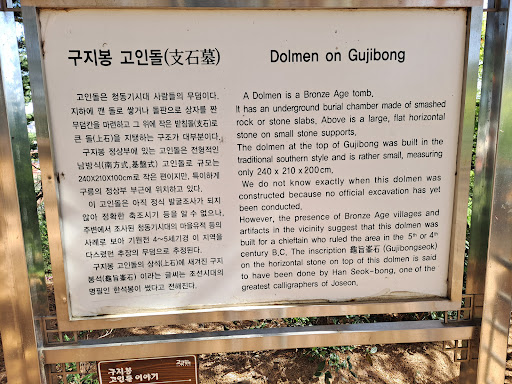 구지봉 고인돌(支石墓)
고인돌은 청동기시대 사람들의 무덤이다.
지하에 깬 돌로 쌓거나 돌판으로 상자를 짠
무덤칸을 마련하고 그 위에 작은 받침돌(支石)로
큰 돌(上石)을 지탱하는 구조가 대부분이다.
구지봉 정상부에 있는 고인돌은 전형적인
남방식(南方式,基盤式) 고인돌로 규모는
240X210X100cm로 작은 편이지만, 특이하게
구릉의 정상부 부근에 위치하고 있다.
이 고인돌은 아직 정식 발굴조사가 되지
않아 정확한 축조시기 등을 알 수 없으나,
주변에서 조사된 청동기시대의 마을유적 등의
사례로 보아 기원전 4~5세기경 이 지역을
다스렸던 추장의 무덤으로 추정된다.
구지봉 고인돌의 상석(上石)에 새겨진 구지
봉석(龜旨峯石) 이라는 글씨는 조선시대의
명필인 한석봉이 썼다고 전해진다.
Dolmen on Gujibong
A Dolmen is a Bronze Age tomb.
It has an underground burial chamber made of smashed
rock or stone slabs. Above is a large, flat horizontal
stone on small stone supports.
The dolmen at the top of Gujibong was built in the
traditional southern style and is rather small, measuring
only 240 x 210 x 200cm.
We do not know exactly when this dolmen was
constructed because no official excavation has yet
been conducted.
However, the presence of Bronze Age villages and
artifacts in the vicinity suggest that this dolmen was
built for a chieftain who ruled the area in the 5th or 4th
century B,C, The inscription 龜旨峯石 (Gujibongseok)
on the horizontal stone on top of this dolmen is said
to have been done by Han Seok-bong, one of the
greatest calligraphers of Joseon.
구지봉
고인돌 이야기